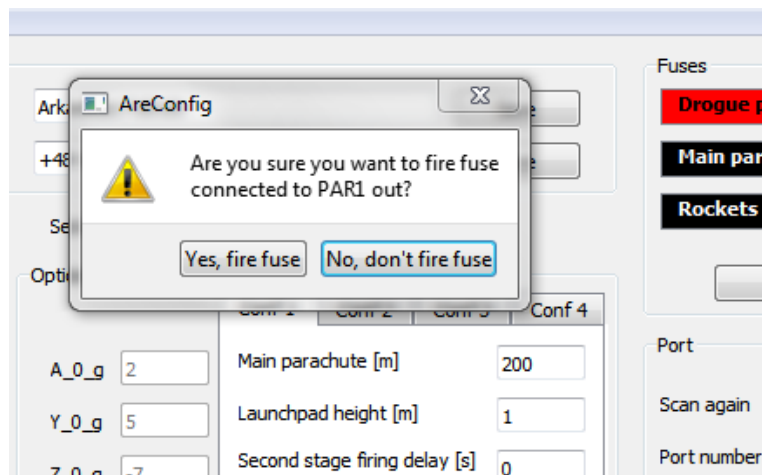 AreConfig
Are you sure you want to fire fuse
connected to PAR1 out?
Yes, fire fuse
No, don't fire fuse
+48
Conf 1
Conf 2
Conf 3
Conf 4
A_0_g
2
Y_0_g
5
Z_0_g
-7
Main parachute [m]
200
Launchpad height [m]
1
Second stage firing delay [s]
0
Fuses
Drogue
Main
Rockets
Port
Scan again
Port number